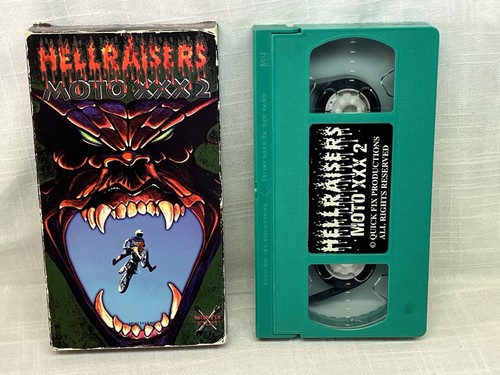 HELLRAISERS
MOTO XXX 2
HELLRAISERS
MOTO XXX 2
© QUICK FIX PRODUCTIONS
ALL RIGHTS RESERVED